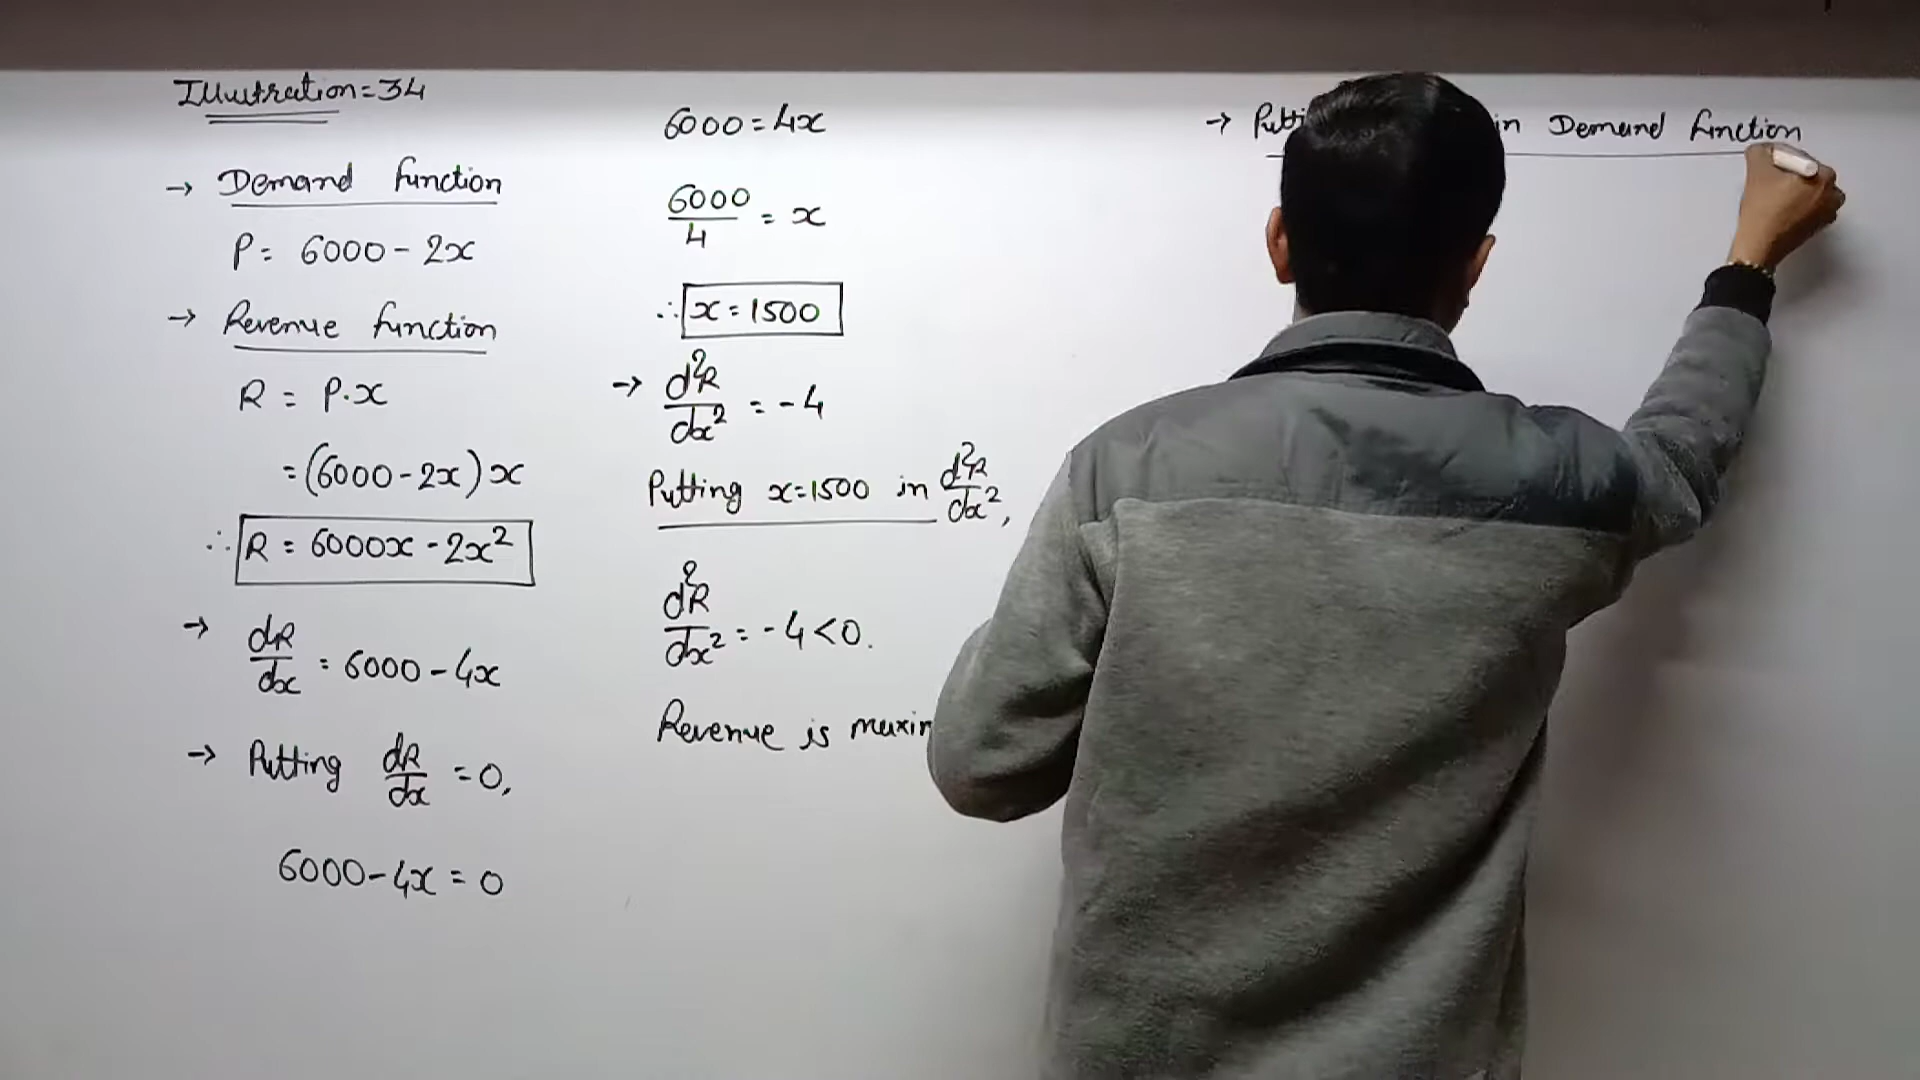 Illustration=34
→ Demand function
P= 6000-2x
→ Revenue function
R = P·x
=(6000-2x)x
∴ R = 6000x-2x²
→ dR/dx = 6000-4x
→ Putting dR/dx =0,
6000-4x=0
6000=4x
6000/4 = x
∴ x=1500
→ d²R/dx² = -4
Putting x=1500 in d²R/dx²,
d²R/dx² = -4<0.
Revenue is
→ in Demand function